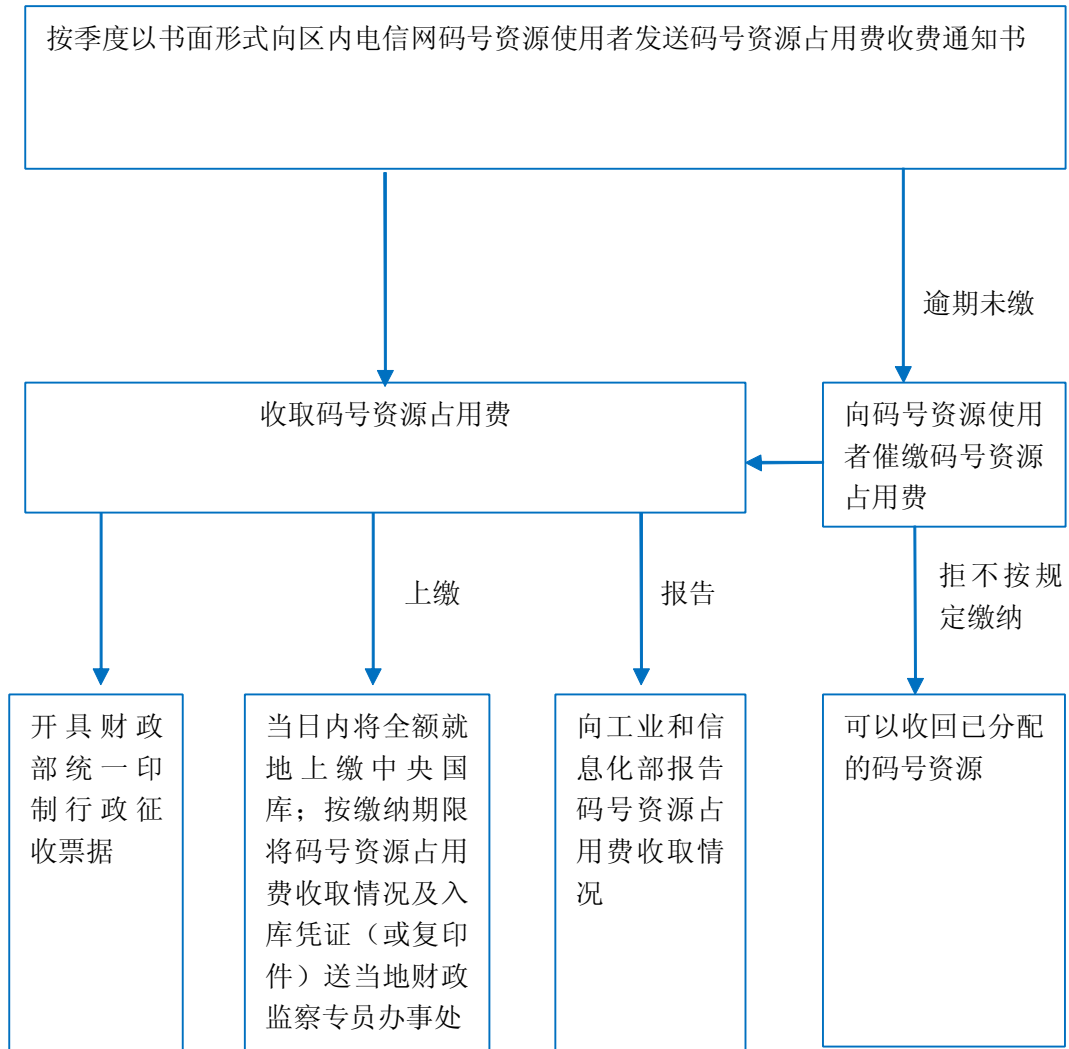 按季度以书面形式向区内电信网码号资源使用者发送码号资源占用费收费通知书
逾期未缴
收取码号资源占用费
向码号资源使用
者催缴码号资源
占用费
上缴
报告
拒不按规
定缴纳
开具财政
部统一印
制行政征
收票据
当日内将全额就
地上缴中央国
库；按缴纳期限
将码号资源占用
费收取情况及入
库凭证（或复印
件）送当地财政
监察专员办事处
向工业和信
息化部报告
码号资源占
用费收取情
况
可以收回已分配
的码号资源